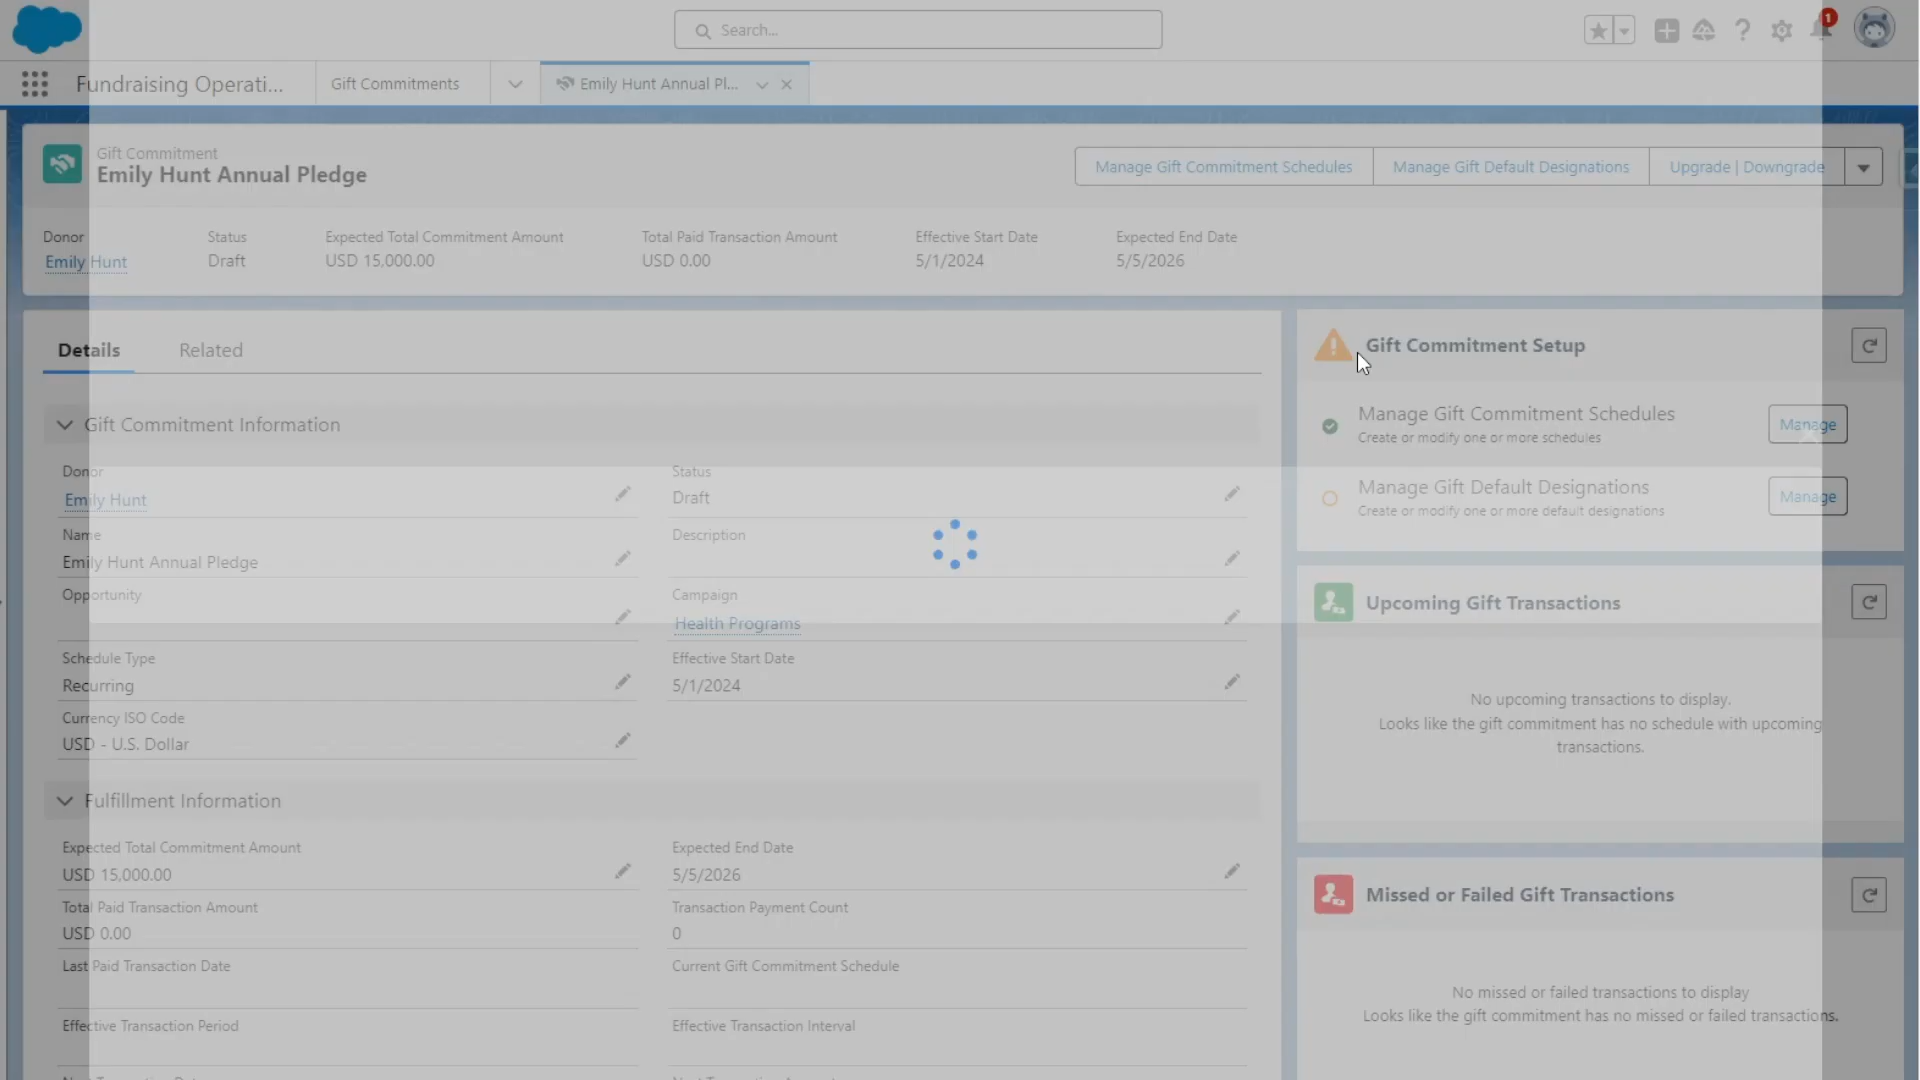 Search...
1
Fundraising Operati...
Gift Commitments
Emily Hunt Annual Pl...
Gift Commitment
Emily Hunt Annual Pledge
Manage Gift Commitment Schedules
Manage Gift Default Designations
Upgrade | Downgrade
Donor
Status
Expected Total Commitment Amount
Total Paid Transaction Amount
Effective Start Date
Expected End Date
Emily Hunt
Draft
USD 15,000.00
USD 0.00
5/1/2024
5/5/2026
Details
Related
Gift Commitment Information
Donor
Status
Emily Hunt
Draft
Name
Description
Emily Hunt Annual Pledge
Opportunity
Campaign
Health Programs
Schedule Type
Effective Start Date
Recurring
5/1/2024
Currency ISO Code
USD - U.S. Dollar
Fulfillment Information
Expected Total Commitment Amount
Expected End Date
USD 15,000.00
5/5/2026
Total Paid Transaction Amount
Transaction Payment Count
USD 0.00
0
Last Paid Transaction Date
Current Gift Commitment Schedule
Effective Transaction Period
Effective Transaction Interval
Gift Commitment Setup
Manage Gift Commitment Schedules
Create or modify one or more schedules
Manage
Manage Gift Default Designations
Create or modify one or more default designations
Manage
Upcoming Gift Transactions
No upcoming transactions to display.
Looks like the gift commitment has no schedule with upcoming
transactions.
Missed or Failed Gift Transactions
No missed or failed transactions to display
Looks like the gift commitment has no missed or failed transactions.